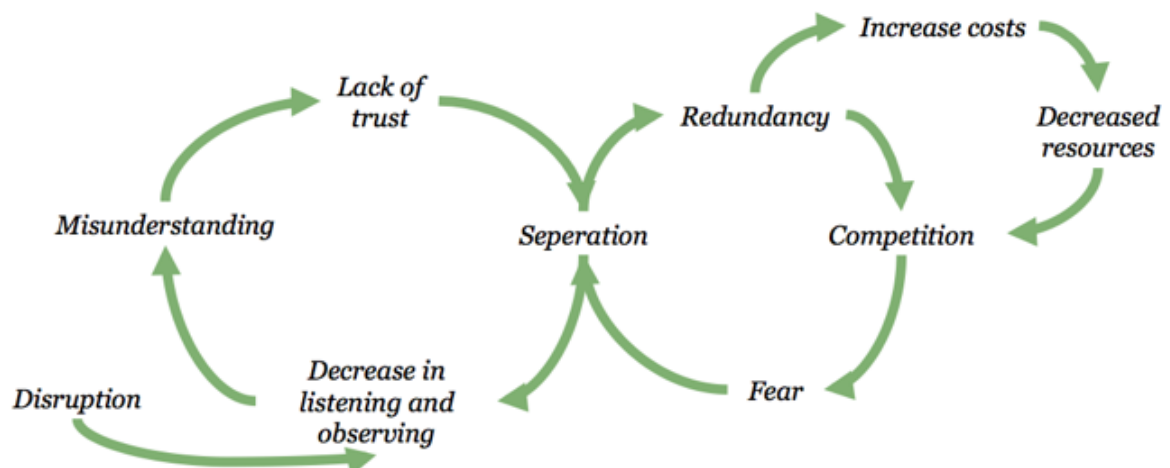 Increase costs
Lack of
trust
Redundancy
Decreased
resources
Misunderstanding
Seperation
Competition
Decrease in
listening and
observing
Disruption
Fear